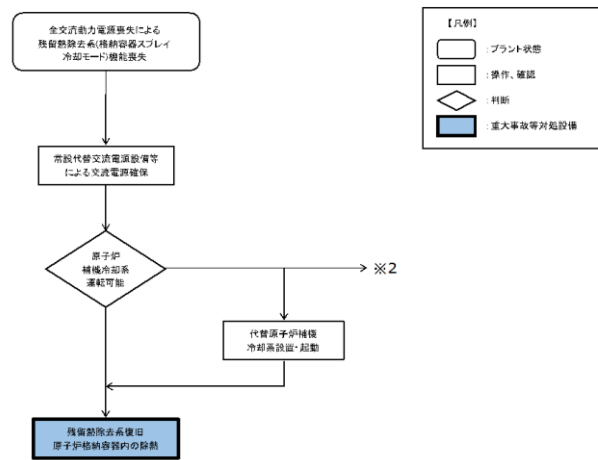 全交流動力電源喪失による
残留熱除去系(格納容器スプレイ
冷却モード)機能喪失
常設代替交流電源設備等
による交流電源確保
原子炉
補機冷却系
運転可能
※2
代替原子炉補機
冷却系設置・起動
残留熱除去系復旧
原子炉格納容器内の除熱
【凡例】
:プラント状態
:操作、確認
:判断
:重大事故等対処設備